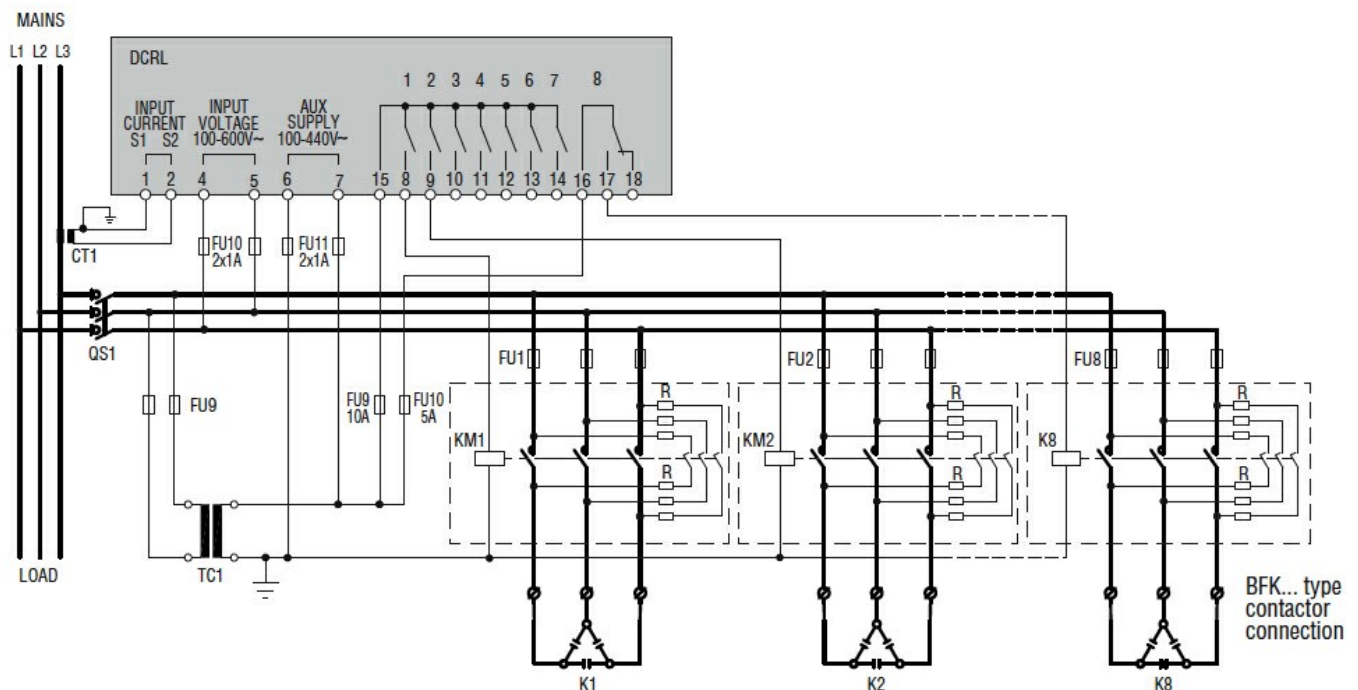 MAINS
L1 L2 L3
DCRL
1 2 3 4 5 6 7 8
INPUT CURRENT
S1 S2
INPUT VOLTAGE
100-600V~
AUX SUPPLY
100-440V~
1 2 4 5 6 7 15 8 9 10 11 12 13 14 16 17 18
CT1
FU10
2x1A
FU11
2x1A
QS1
FU1
FU2
FU8
FU9
FU9
10A
FU10
5A
R
R
R
KM1
KM2
K8
R
R
R
LOAD
TC1
BFK... type
contactor
connection
K1
K2
K8